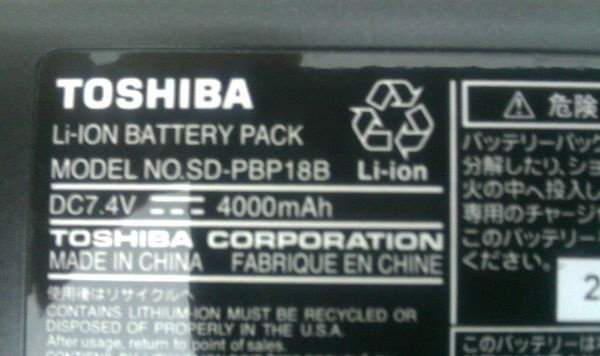 TOSHIBA
Li-ION BATTERY PACK
MODEL NO.SD-PBP18B
Li-ion
DC7.4V 4000mAh
TOSHIBA CORPORATION
MADE IN CHINA FABRIQUE EN CHINE
使用後はリサイクルへ
CONTAINS LITHIUM-ION MUST BE RECYCLED OR
DISPOSED OF PROPERLY IN THE U.S.A.
After usage, return to point of sales.
危険
バッテリーパック
分解したり、ショ
火の中へ投入し
専用のチャージャ
このバッテリー
ください。
2
このバッテリーは